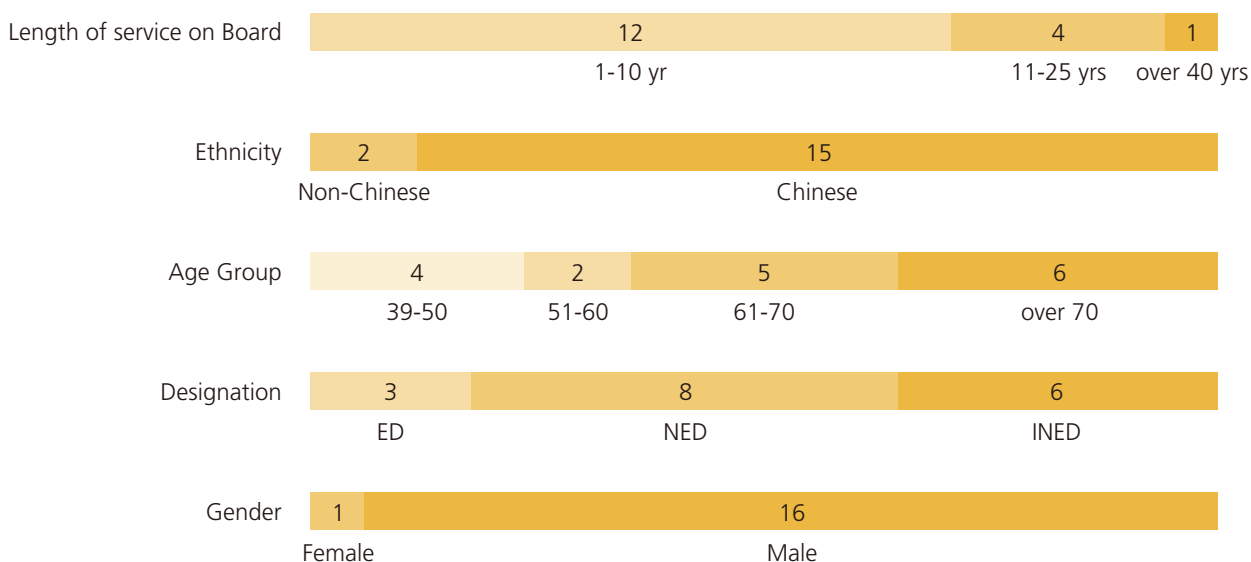 Length of service on Board 12 4 1
1-10 yr 11-25 yrs over 40 yrs
Ethnicity 2 15
Non-Chinese Chinese
Age Group 4 2 5 6
39-50 51-60 61-70 over 70
Designation 3 8 6
ED NED INED
Gender 1 16
Female Male